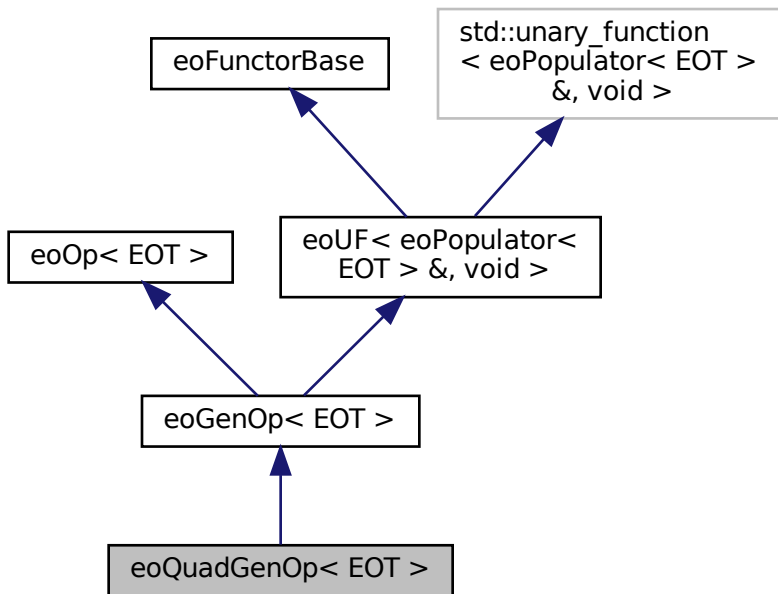 std::unary_function
< eoPopulator< EOT >
&, void >
eoFunctorBase
eoUF< eoPopulator<
EOT > &, void >
eoOp< EOT >
eoGenOp< EOT >
eoQuadGenOp< EOT >